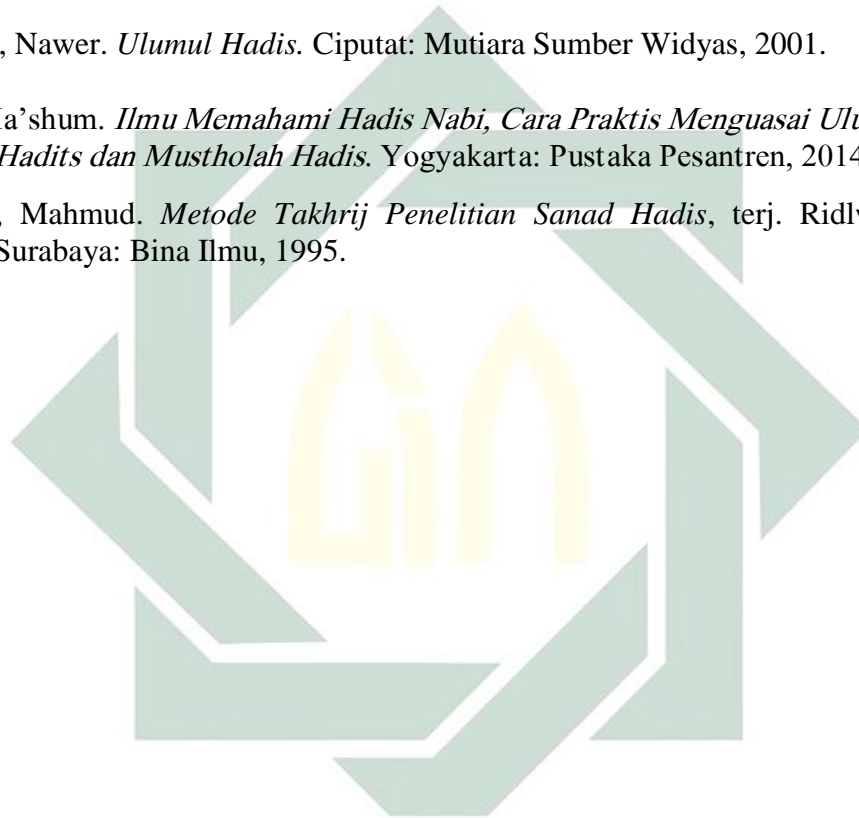 , Nawer. Ulumul Hadis. Ciputat: Mutiara Sumber Widyas, 2001.
a’shum. Ilmu Memahami Hadis Nabi, Cara Praktis Menguasai Ulu
Hadits dan Mustholah Hadis. Yogyakarta: Pustaka Pesantren, 2014
, Mahmud. Metode Takhrij Penelitian Sanad Hadis, terj. Ridlw
Surabaya: Bina Ilmu, 1995.